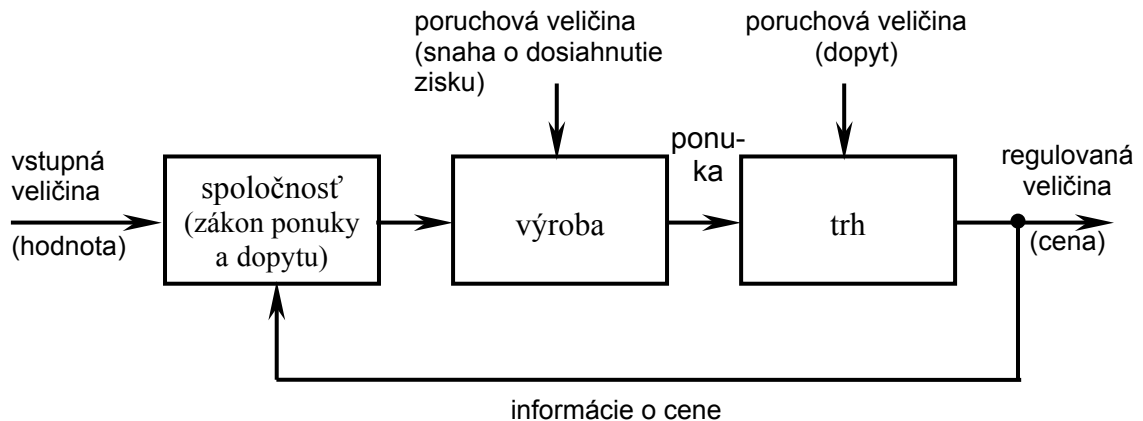 poruchová veličina
(snaha o dosiahnutie
zisku)
poruchová veličina
(dopyt)
vstupná
veličina
(hodnota)
spoločnosť
(zákon ponuky
a dopytu)
výroba
ponu-
ka
trh
regulovaná
veličina
(cena)
informácie o cene